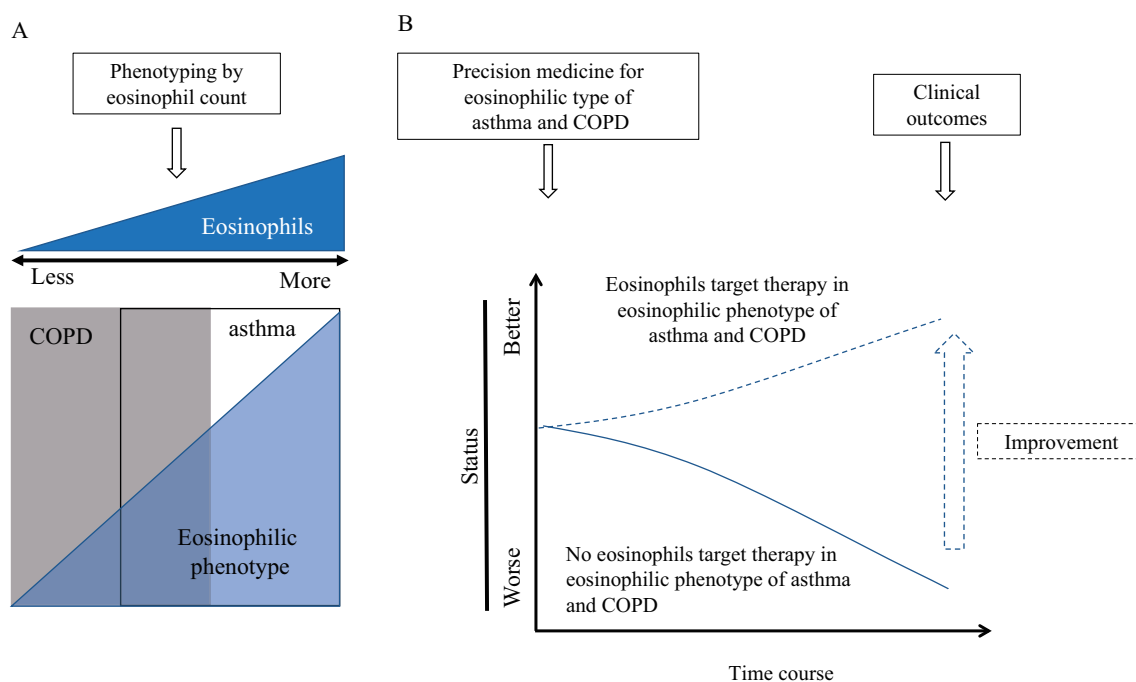 A
Phenotyping by
eosinophil count
Eosinophils
Less
More
COPD
asthma
Eosinophilic
phenotype
B
Precision medicine for
eosinophilic type of
asthma and COPD
Clinical
outcomes
Eosinophils target therapy in
eosinophilic phenotype of
asthma and COPD
Better
Status
Worse
Improvement
No eosinophils target therapy in
eosinophilic phenotype of asthma
and COPD
Time course